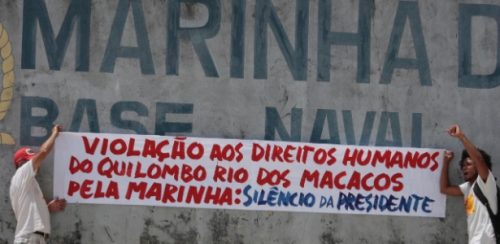 MARINHA D
BASE NAVAL
VIOLAÇÃO AOS DIREITOS HUMANOS
DO QUILOMBO RIO DOS MACACOS
PELA MARINHA: SILÊNCIO DA PRESIDENTE